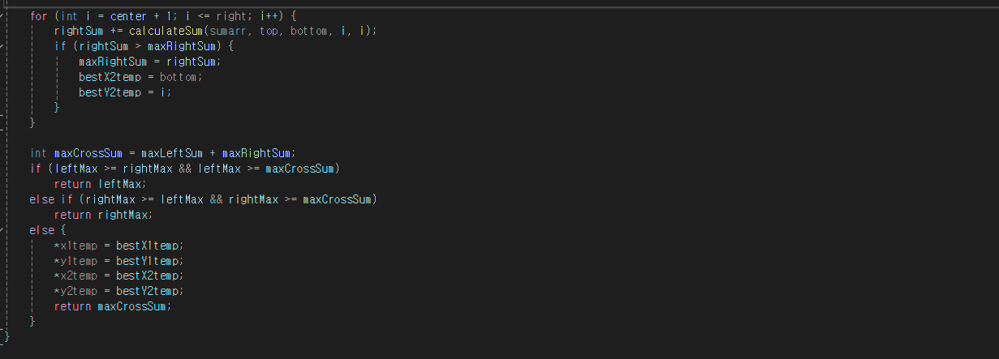 for (int i = center + 1; i <= right; i++) {
rightSum += calculateSum(sumarr, top, bottom, i, i);
if (rightSum > maxRightSum) {
maxRightSum = rightSum;
bestX2temp = bottom;
bestY2temp = i;
}
}
int maxCrossSum = maxLeftSum + maxRightSum;
if (leftMax >= rightMax && leftMax >= maxCrossSum)
return leftMax;
else if (rightMax >= leftMax && rightMax >= maxCrossSum)
return rightMax;
else {
*x1temp = bestX1temp;
*y1temp = bestY1temp;
*x2temp = bestX2temp;
*y2temp = bestY2temp;
return maxCrossSum;
}
}